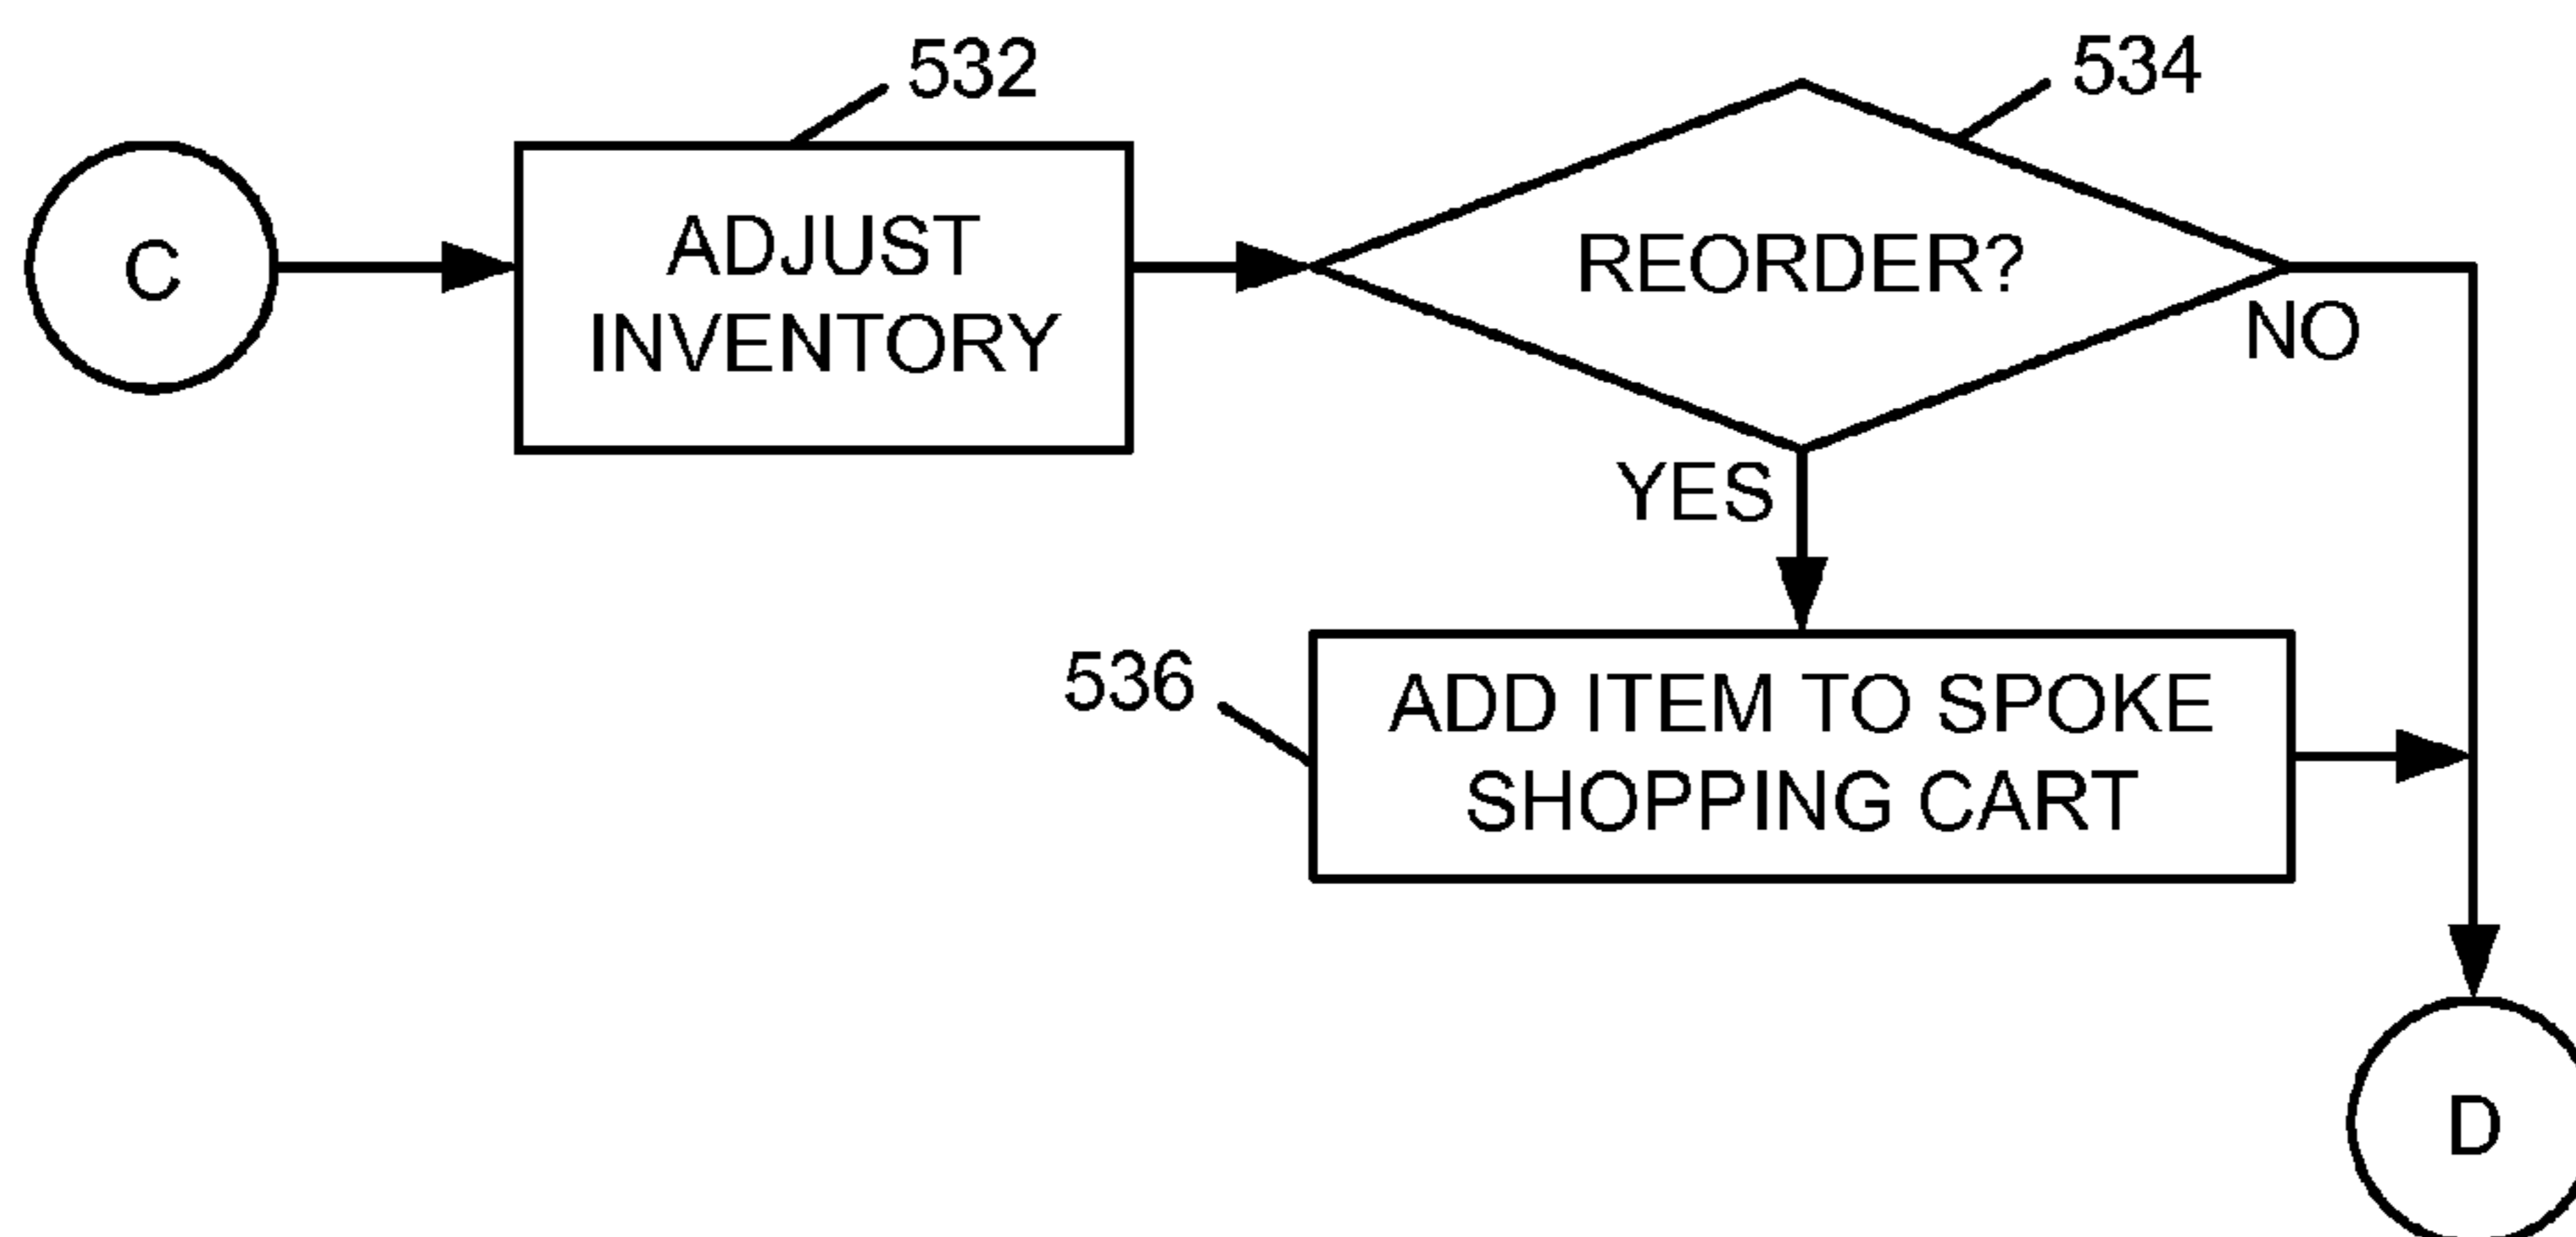 532
534
C
ADJUST
INVENTORY
REORDER?
NO
YES
536
ADD ITEM TO SPOKE
SHOPPING CART
D